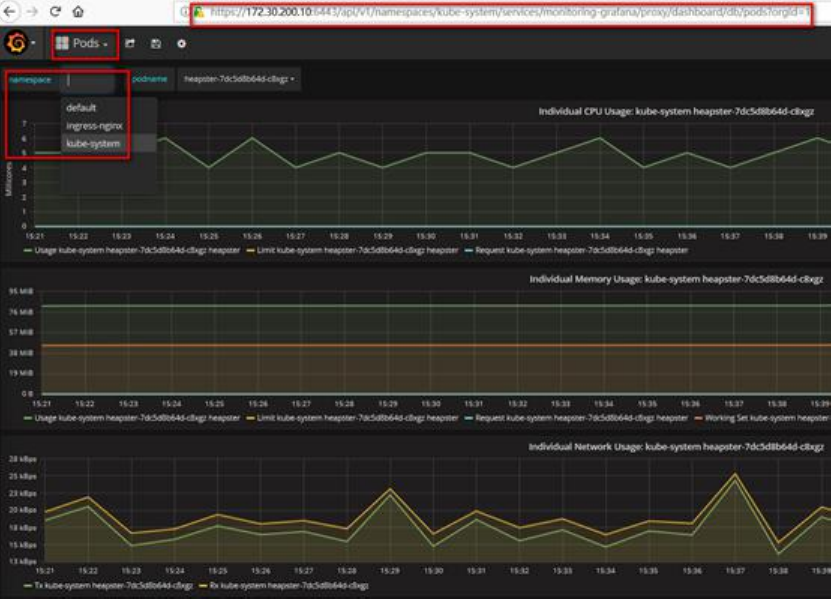 https://172.30.200.10:6443/api/v1/namespaces/kube-system/services/monitoring-grafana/proxy/dashboard/db/pods?orgId=1
Pods
namespace podname heapster-7dc5d8b64d-c8xgz
default
ingress-nginx
kube-system
Individual CPU Usage: kube-system heapster-7dc5d8b64d-c8xgz
Millicores
7
6
5
4
3
2
1
0
15:21 15:22 15:23 15:24 15:25 15:26 15:27 15:28 15:29 15:30 15:31 15:32 15:33 15:34 15:35 15:36 15:37 15:38 15:39
Usage kube-system heapster-7dc5d8b64d-c8xgz heapster Limit kube-system heapster-7dc5d8b64d-c8xgz heapster Request kube-system heapster-7dc5d8b64d-c8xgz heapster
Individual Memory Usage: kube-system heapster-7dc5d8b64d-c8xgz
95 MiB
76 MiB
57 MiB
38 MiB
19 MiB
0 B
15:21 15:22 15:23 15:24 15:25 15:26 15:27 15:28 15:29 15:30 15:31 15:32 15:33 15:34 15:35 15:36 15:37 15:38 15:39
Usage kube-system heapster-7dc5d8b64d-c8xgz heapster Limit kube-system heapster-7dc5d8b64d-c8xgz heapster Request kube-system heapster-7dc5d8b64d-c8xgz heapster Working Set kube-system heapster
Individual Network Usage: kube-system heapster-7dc5d8b64d-c8xgz
28 kBps
25 kBps
23 kBps
20 kBps
18 kBps
15 kBps
13 kBps
15:21 15:22 15:23 15:24 15:25 15:26 15:27 15:28 15:29 15:30 15:31 15:32 15:33 15:34 15:35 15:36 15:37 15:38 15:39
Tx kube-system heapster-7dc5d8b64d-c8xgz Rx kube-system heapster-7dc5d8b64d-c8xgz